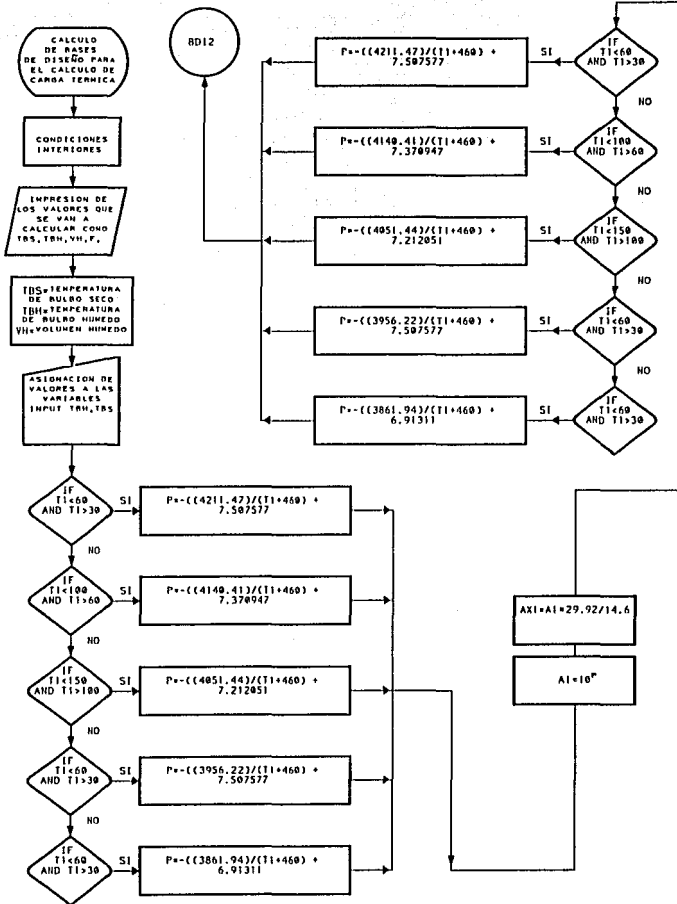 CALCULO
DE BASES
DE DISEÑO PARA
EL CALCULO DE
CARGA TERMICA
CONDICIONES
INTERIORES
IMPRESION DE
LOS VALORES QUE
SE VAN A
CALCULAR COMO
TBS,TBH,VH,F,
TBS=TEMPERATURA
DE BULBO SECO
TBH=TEMPERATURA
DE BULBO HUMEDO
VH=VOLUMEN HUMEDO
ASIGNACION DE
VALORES A LAS
VARIABLES
INPUT TBH,TBS
IF
T1<60
AND T1>30
SI
P=-((4211.47)/(T1+460) +
7.507577
NO
IF
T1<100
AND T1>60
SI
P=-((4140.41)/(T1+460) +
7.370947
NO
IF
T1<150
AND T1>100
SI
P=-((4051.44)/(T1+460) +
7.212051
NO
IF
T1<60
AND T1>30
SI
P=-((3956.22)/(T1+460) +
7.507577
NO
IF
T1<60
AND T1>30
SI
P=-((3861.94)/(T1+460) +
6.91311
AX1=A1*29.92/14.6
A1=10ᴾ
BD12
IF
T1<60
AND T1>30
SI
P=-((4211.47)/(T1+460) +
7.507577
NO
IF
T1<100
AND T1>60
SI
P=-((4140.41)/(T1+460) +
7.370947
NO
IF
T1<150
AND T1>100
SI
P=-((4051.44)/(T1+460) +
7.212051
NO
IF
T1<60
AND T1>30
SI
P=-((3956.22)/(T1+460) +
7.507577
NO
IF
T1<60
AND T1>30
SI
P=-((3861.94)/(T1+460) +
6.91311